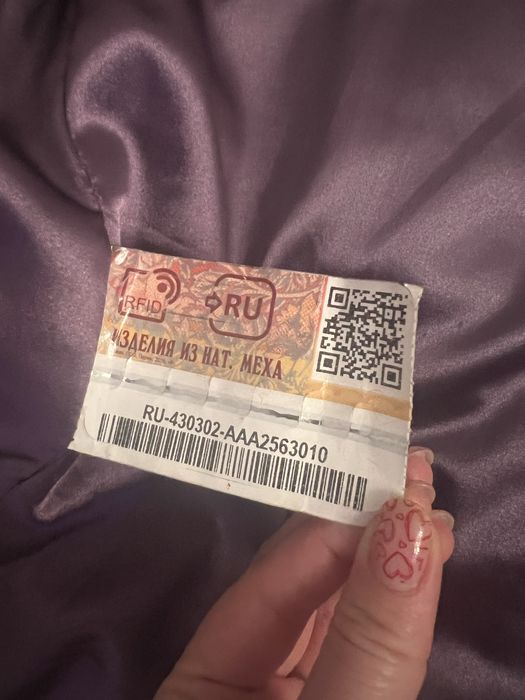 RFID
RU
ИЗДЕЛИЯ ИЗ НАТ. МЕХА
RU-430302-AAA2563010